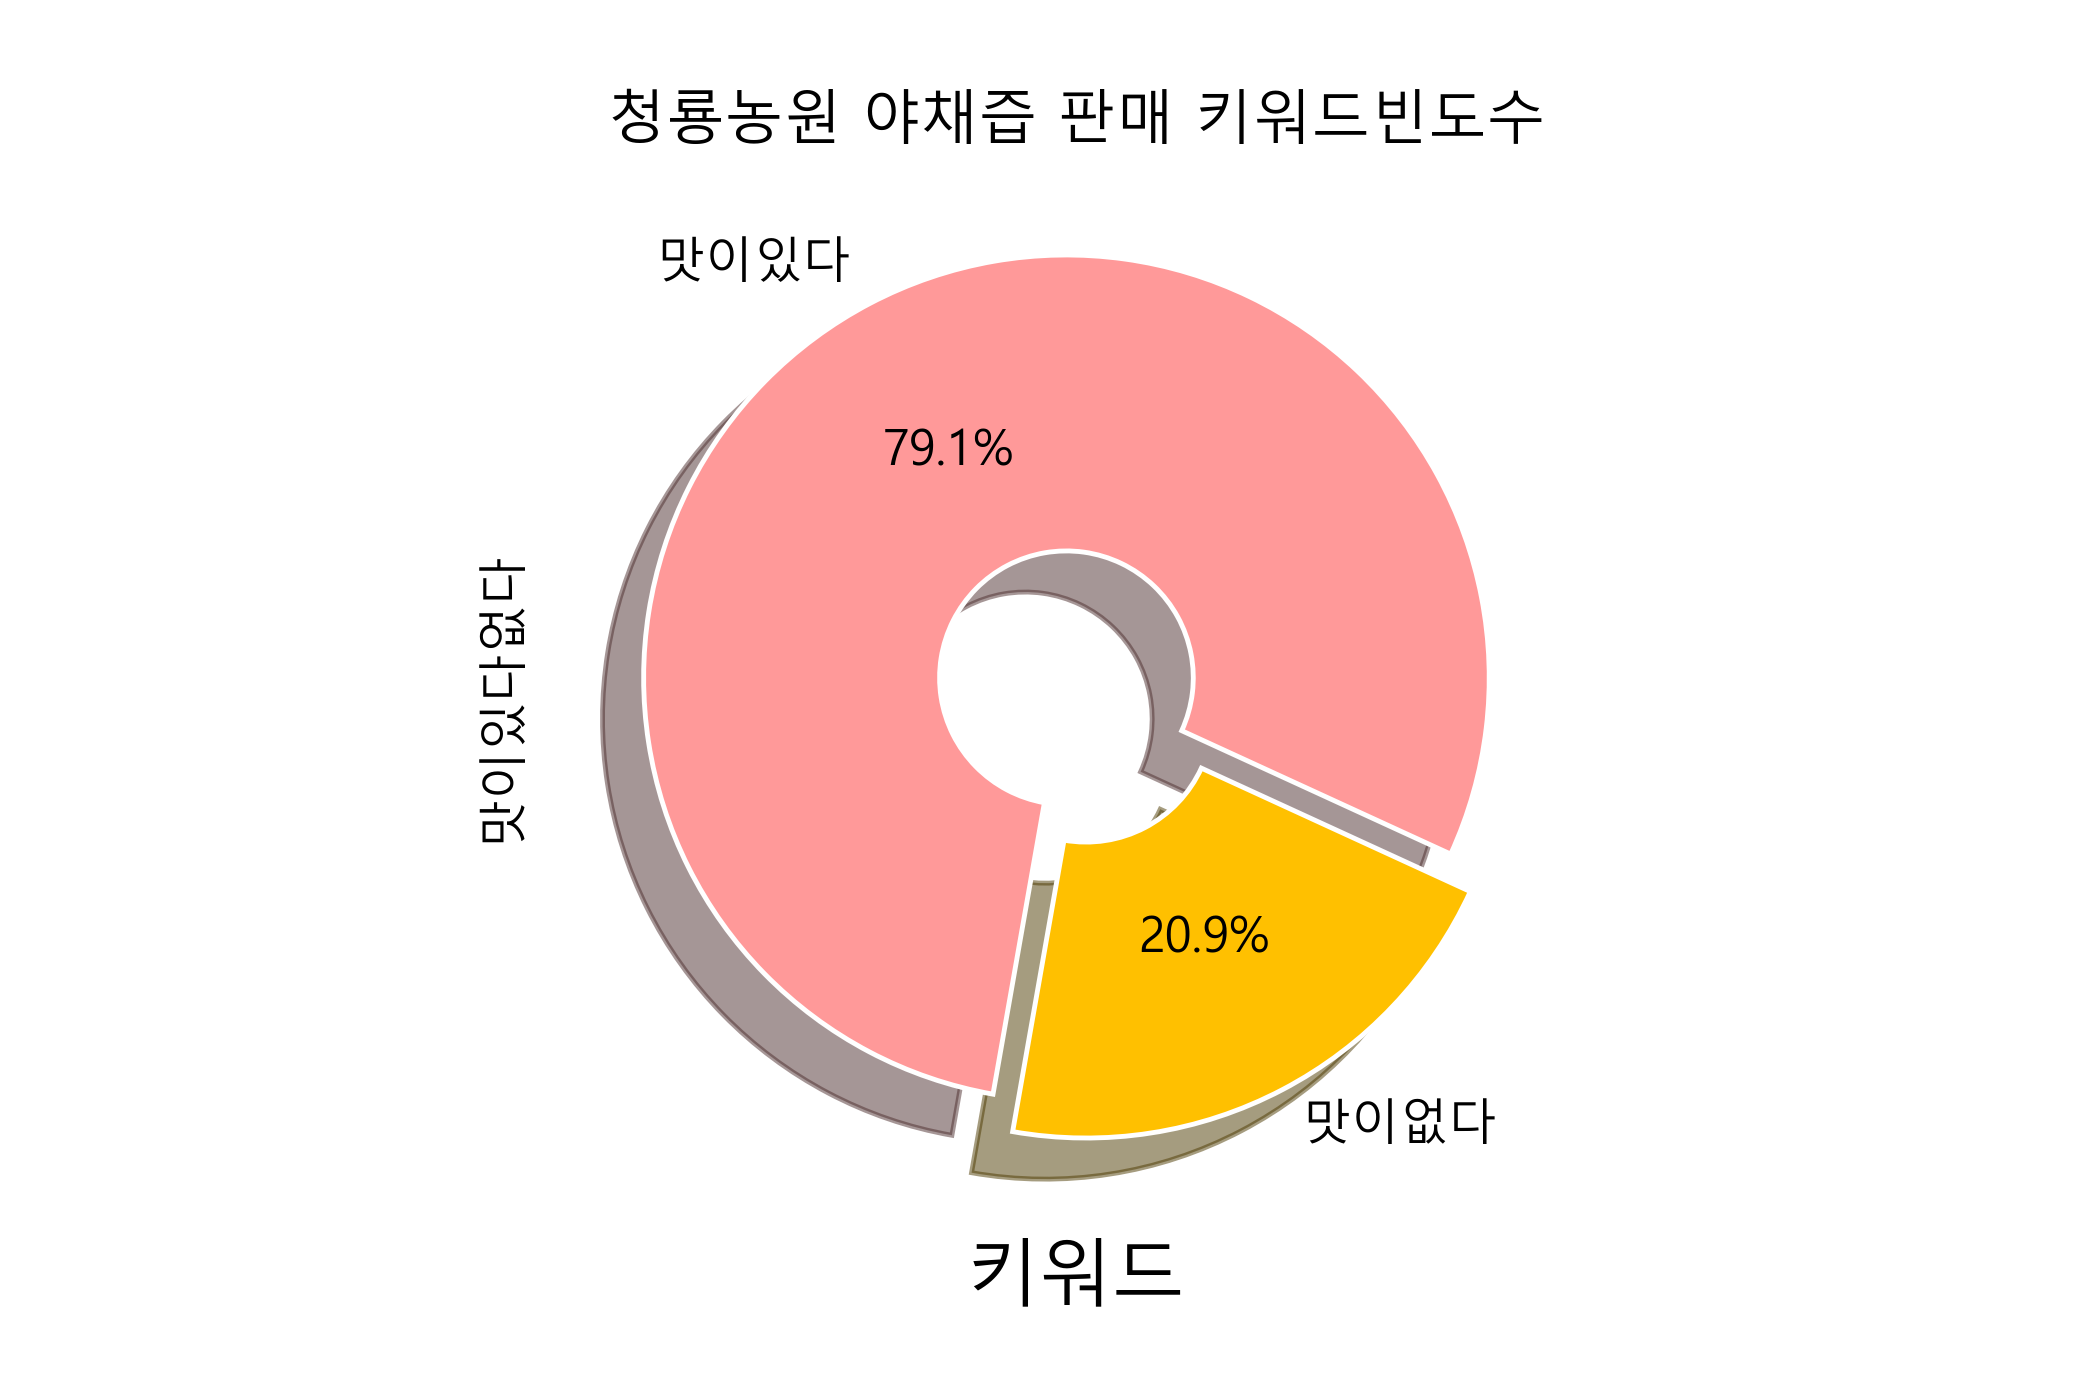 청룡농원 야채즙 판매 키워드빈도수
맛이있다
79.1%
맛이있다없다
20.9%
맛이없다
키워드